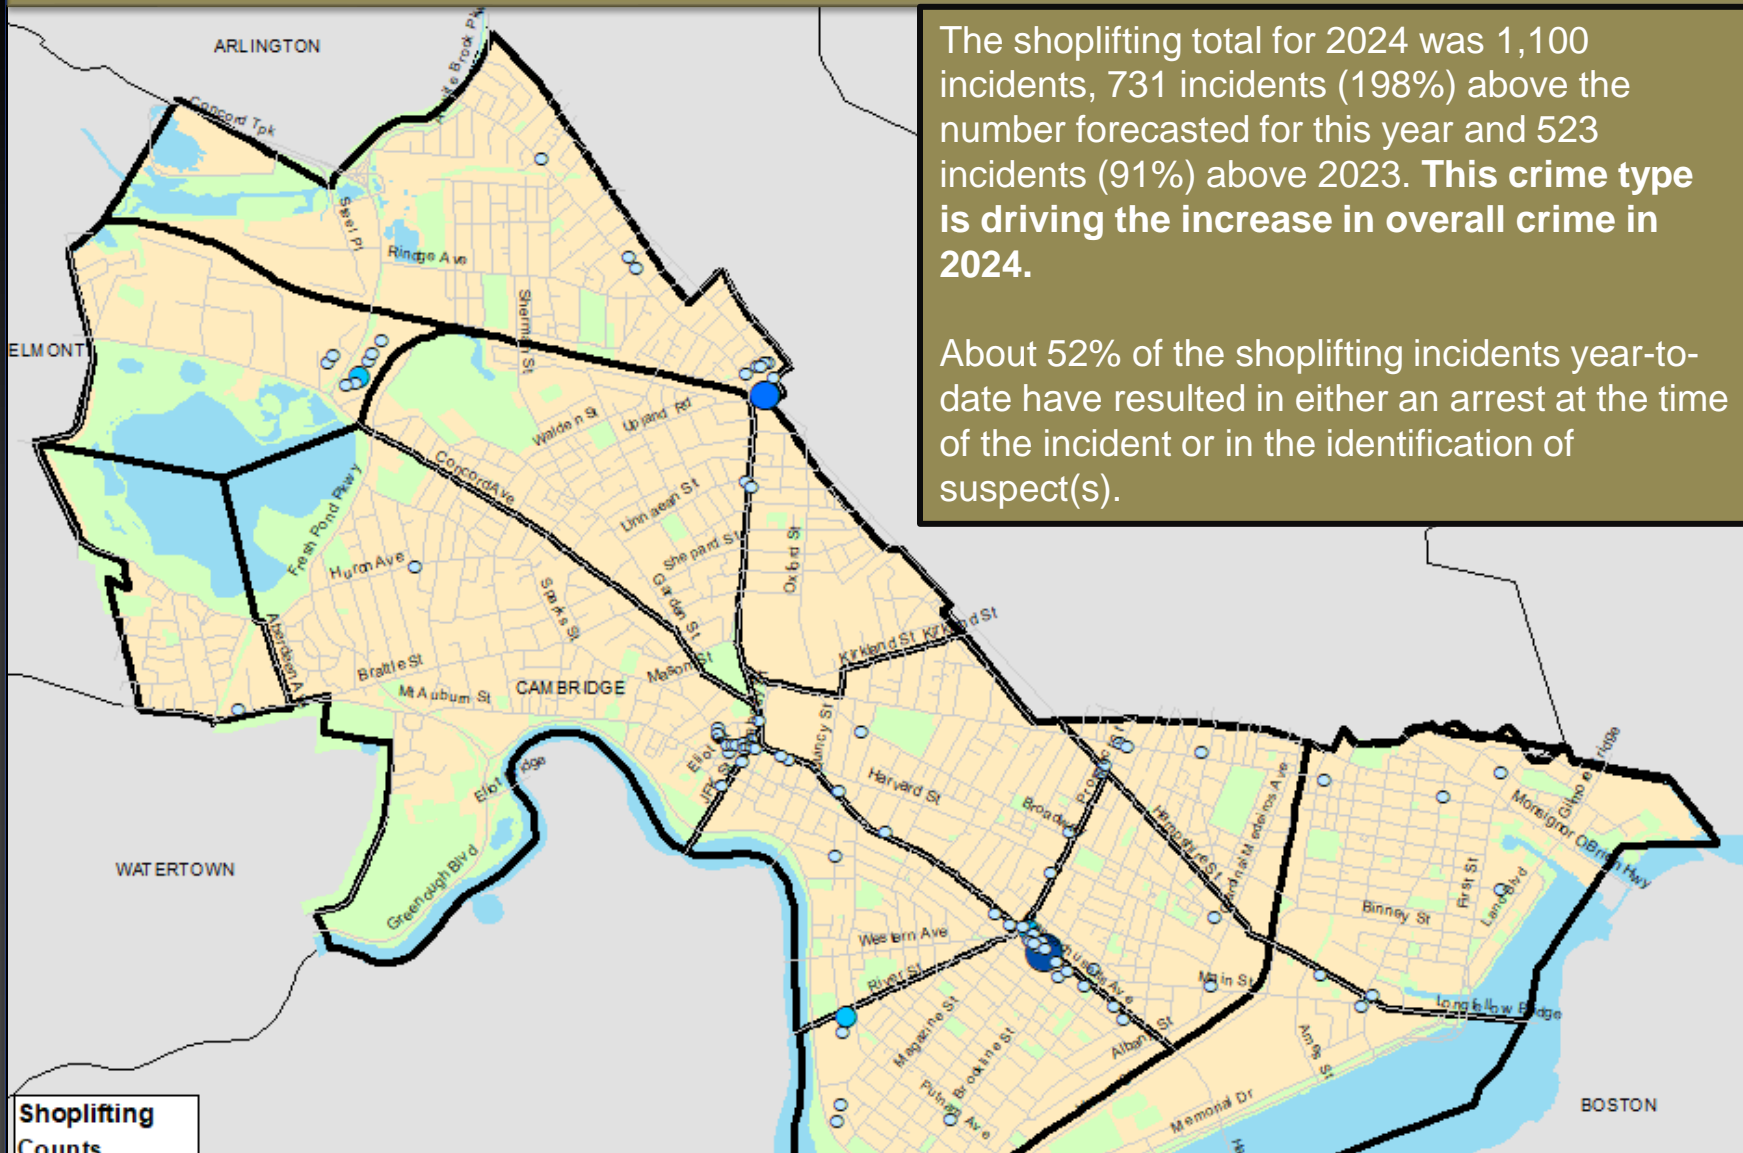 ARLINGTON
The shoplifting total for 2024 was 1,100
incidents, 731 incidents (198%) above the
number forecasted for this year and 523
incidents (91%) above 2023. This crime type
is driving the increase in overall crime in
2024.
About 52% of the shoplifting incidents year-to-
date have resulted in either an arrest at the time
of the incident or in the identification of
suspect(s).
Concord Tpk
Rindge Ave
Sherman St
ELMONT
Walden St
Upland Rd
Concord Ave
Linnaean St
Fresh Pond Pkwy
Shepard St
Oxford St
Huron Ave
Sparks St
Garden St
Kirkland St
Kirkland St
Brattle St
Mason St
Mt Auburn St
CAMBRIDGE
Harvard St
Hampshire St
Cardinal Medeiros Ave
Monsignor OBrien Hwy
WATERTOWN
Greenough Blvd
First St
Land Blvd
Binney St
Western Ave
River St
Main St
Longfellow Bridge
Magazine St
Brookline St
Albany St
Ames St
Putnam Ave
Memorial Dr
BOSTON
Shoplifting
Counts